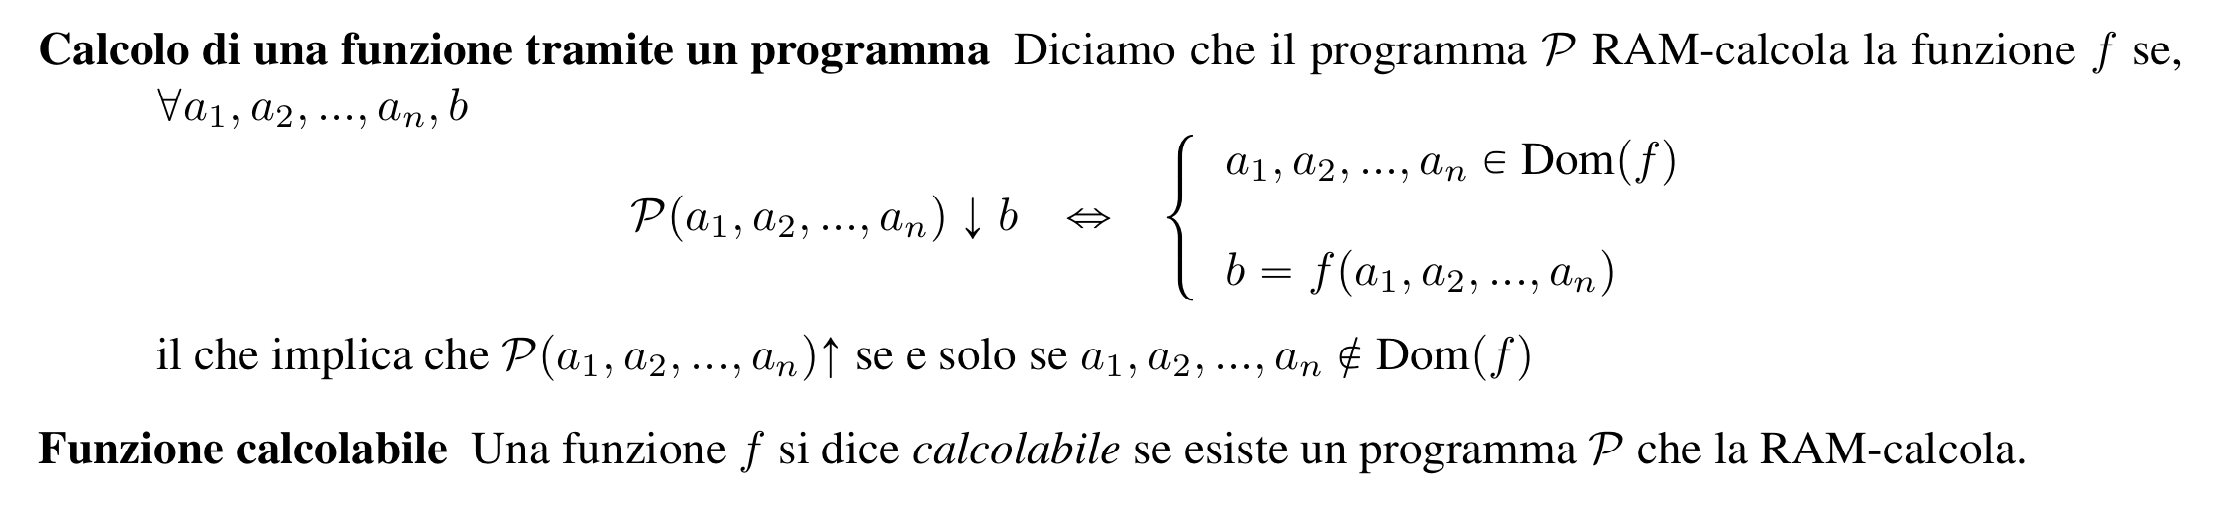 Calcolo di una funzione tramite un programma Diciamo che il programma 𝒫 RAM-calcola la funzione f se,
∀a₁, a₂, ..., aₙ, b
𝒫(a₁, a₂, ..., aₙ) ↓ b ⇔ { a₁, a₂, ..., aₙ ∈ Dom(f)
b = f(a₁, a₂, ..., aₙ)
il che implica che 𝒫(a₁, a₂, ..., aₙ)↑ se e solo se a₁, a₂, ..., aₙ ∉ Dom(f)
Funzione calcolabile Una funzione f si dice calcolabile se esiste un programma 𝒫 che la RAM-calcola.